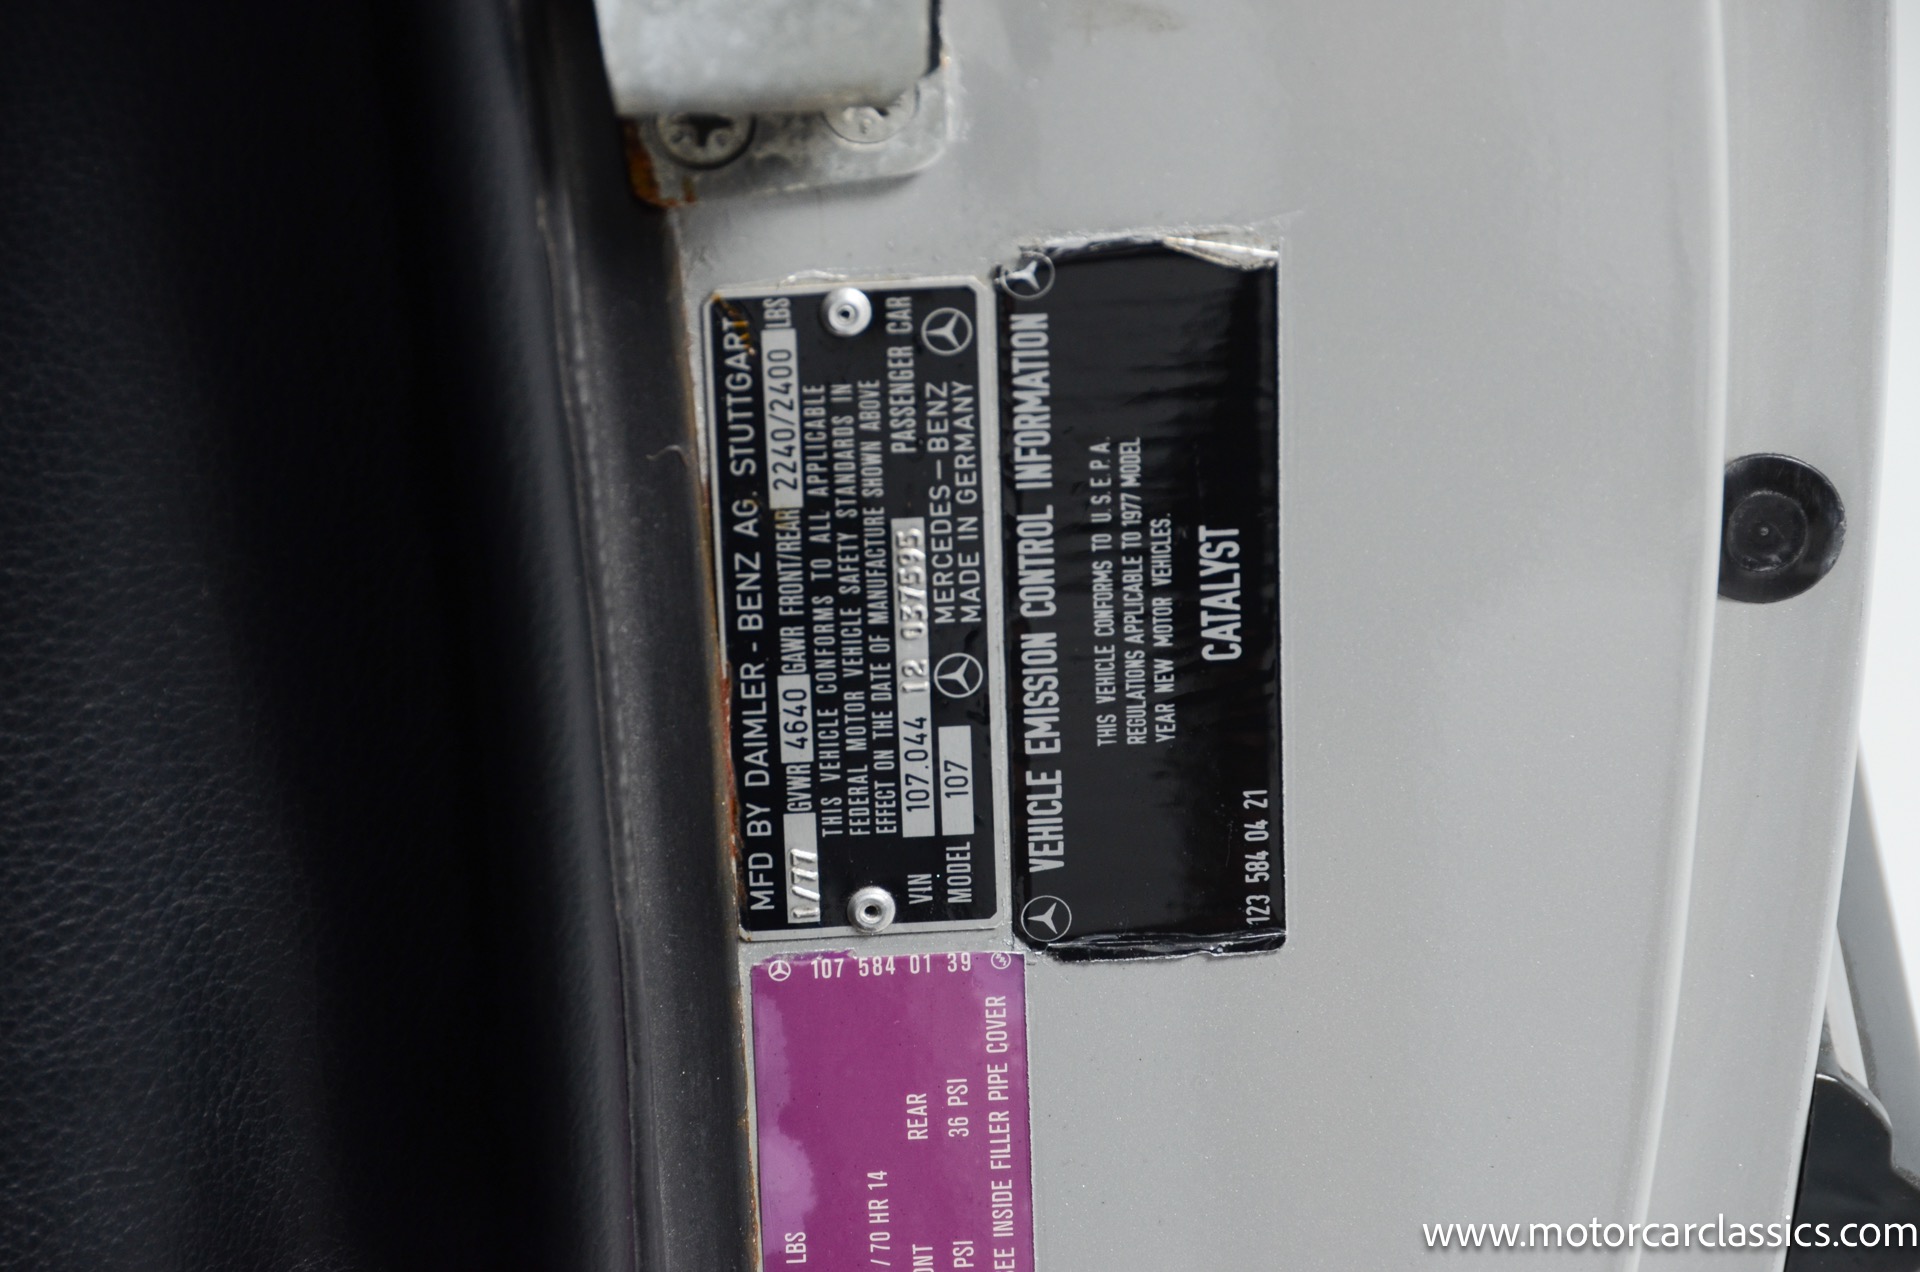 MFD BY DAIMLER - BENZ AG. STUTTGART
1/77 GVWR 4640 GAWR FRONT/REAR 2240/2400 LBS
THIS VEHICLE CONFORMS TO ALL APPLICABLE
FEDERAL MOTOR VEHICLE SAFETY STANDARDS IN
EFFECT ON THE DATE OF MANUFACTURE SHOWN ABOVE
VIN 107.044 12 037595 PASSENGER CAR
MODEL 107 MERCEDES-BENZ
MADE IN GERMANY
VEHICLE EMISSION CONTROL INFORMATION
THIS VEHICLE CONFORMS TO U.S.E.P.A.
REGULATIONS APPLICABLE TO 1977 MODEL
YEAR NEW MOTOR VEHICLES.
CATALYST
123 584 04 21
107 584 01 39
LBS
/ 70 HR 14
REAR
PSI 36 PSI
INSIDE FILLER PIPE COVER
www.motorcarclassics.com